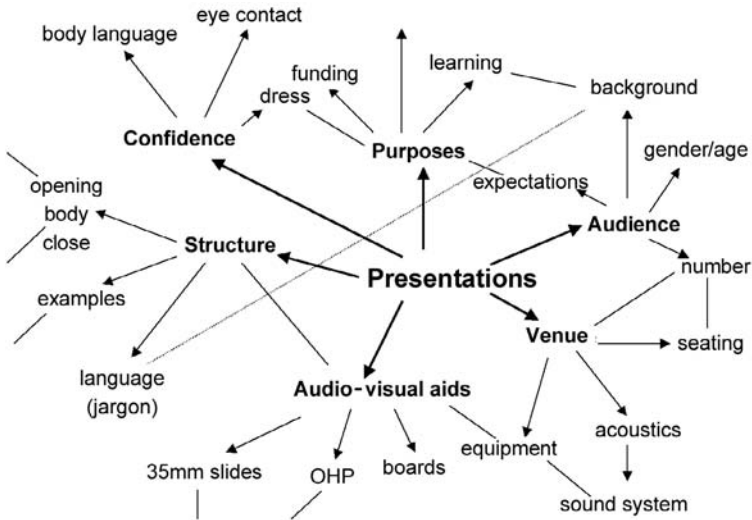 eye contact
body language
funding
learning
dress
background
Confidence
Purposes
gender/age
opening
expectations
body
Audience
close
Structure
Presentations
number
examples
Venue
seating
language
(jargon)
Audio-visual aids
acoustics
equipment
35mm slides
OHP
boards
sound system